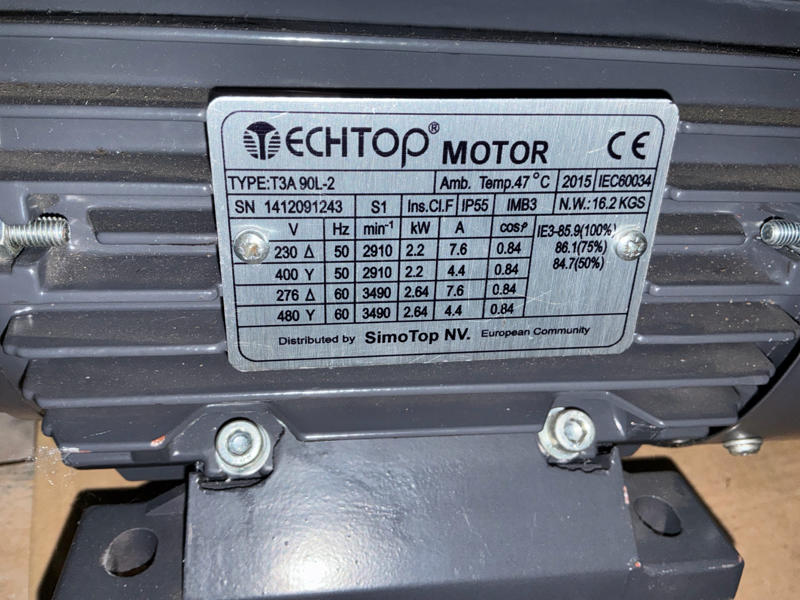 TECHTOP® MOTOR CE
TYPE:T3A 90L-2 Amb. Temp.47°C 2015 IEC60034
SN 1412091243 S1 Ins.Cl.F IP55 IMB3 N.W.:16.2 KGS
V Hz min⁻¹ kW A cosφ IE3-85.9(100%)
230 Δ 50 2910 2.2 7.6 0.84 86.1(75%)
400 Y 50 2910 2.2 4.4 0.84 84.7(50%)
276 Δ 60 3490 2.64 7.6 0.84
480 Y 60 3490 2.64 4.4 0.84
Distributed by SimoTop NV. European Community